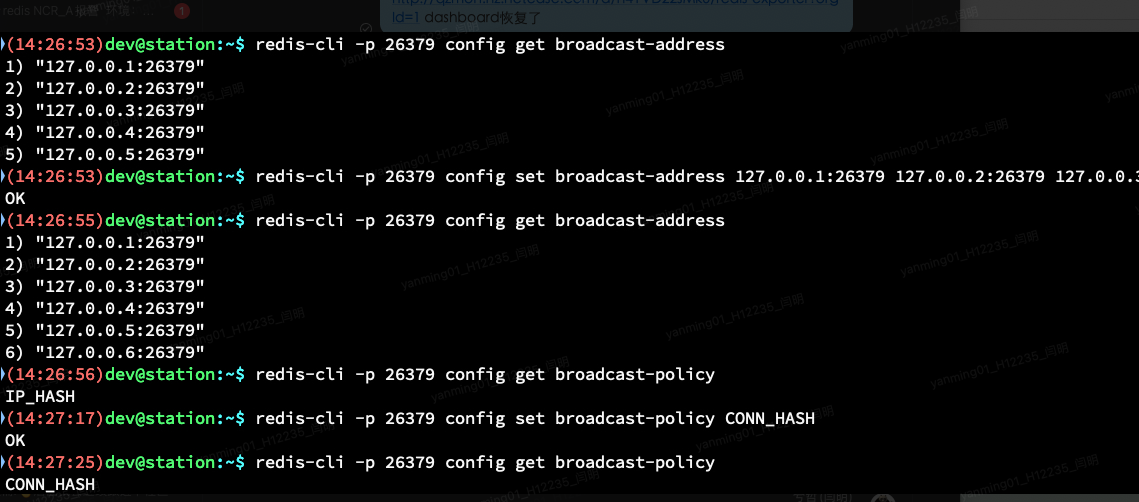 redis NCR_A报警 环境: ... 1
Id=1 dashboard恢复了
(14:26:53)dev@station:~$ redis-cli -p 26379 config get broadcast-address
1) "127.0.0.1:26379"
2) "127.0.0.2:26379"
3) "127.0.0.3:26379"
4) "127.0.0.4:26379"
5) "127.0.0.5:26379"
(14:26:53)dev@station:~$ redis-cli -p 26379 config set broadcast-address 127.0.0.1:26379 127.0.0.2:26379 127.0.0.3
OK
(14:26:55)dev@station:~$ redis-cli -p 26379 config get broadcast-address
1) "127.0.0.1:26379"
2) "127.0.0.2:26379"
3) "127.0.0.3:26379"
4) "127.0.0.4:26379"
5) "127.0.0.5:26379"
6) "127.0.0.6:26379"
(14:26:56)dev@station:~$ redis-cli -p 26379 config get broadcast-policy
IP_HASH
(14:27:17)dev@station:~$ redis-cli -p 26379 config set broadcast-policy CONN_HASH
OK
(14:27:25)dev@station:~$ redis-cli -p 26379 config get broadcast-policy
CONN_HASH
yanming01_H12235_闫明